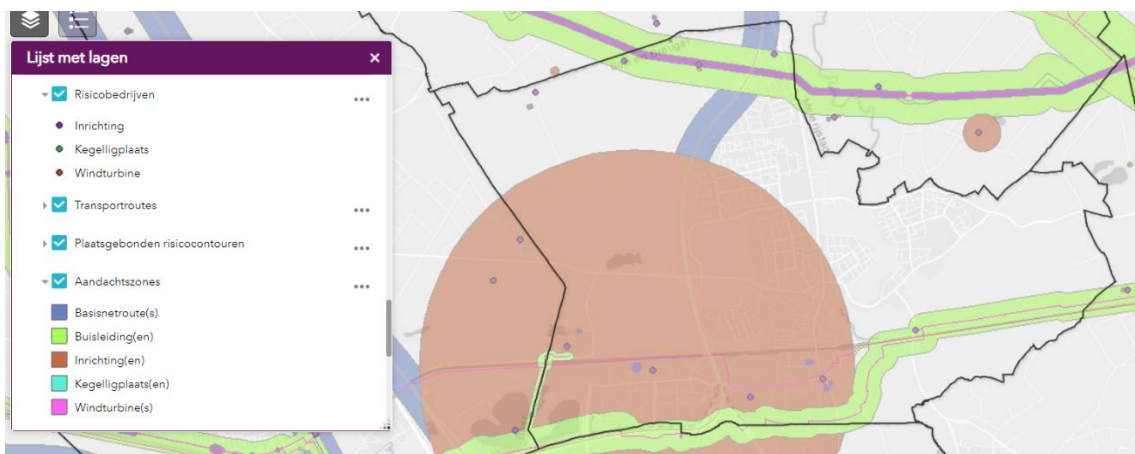 Lijst met lagen
Risicobedrijven
Inrichting
Kegelligplaats
Windturbine
Transportroutes
Plaatsgebonden risicocontouren
Aandachtszones
Basisnetroute(s)
Buisleiding(en)
Inrichting(en)
Kegelligplaats(en)
Windturbine(s)